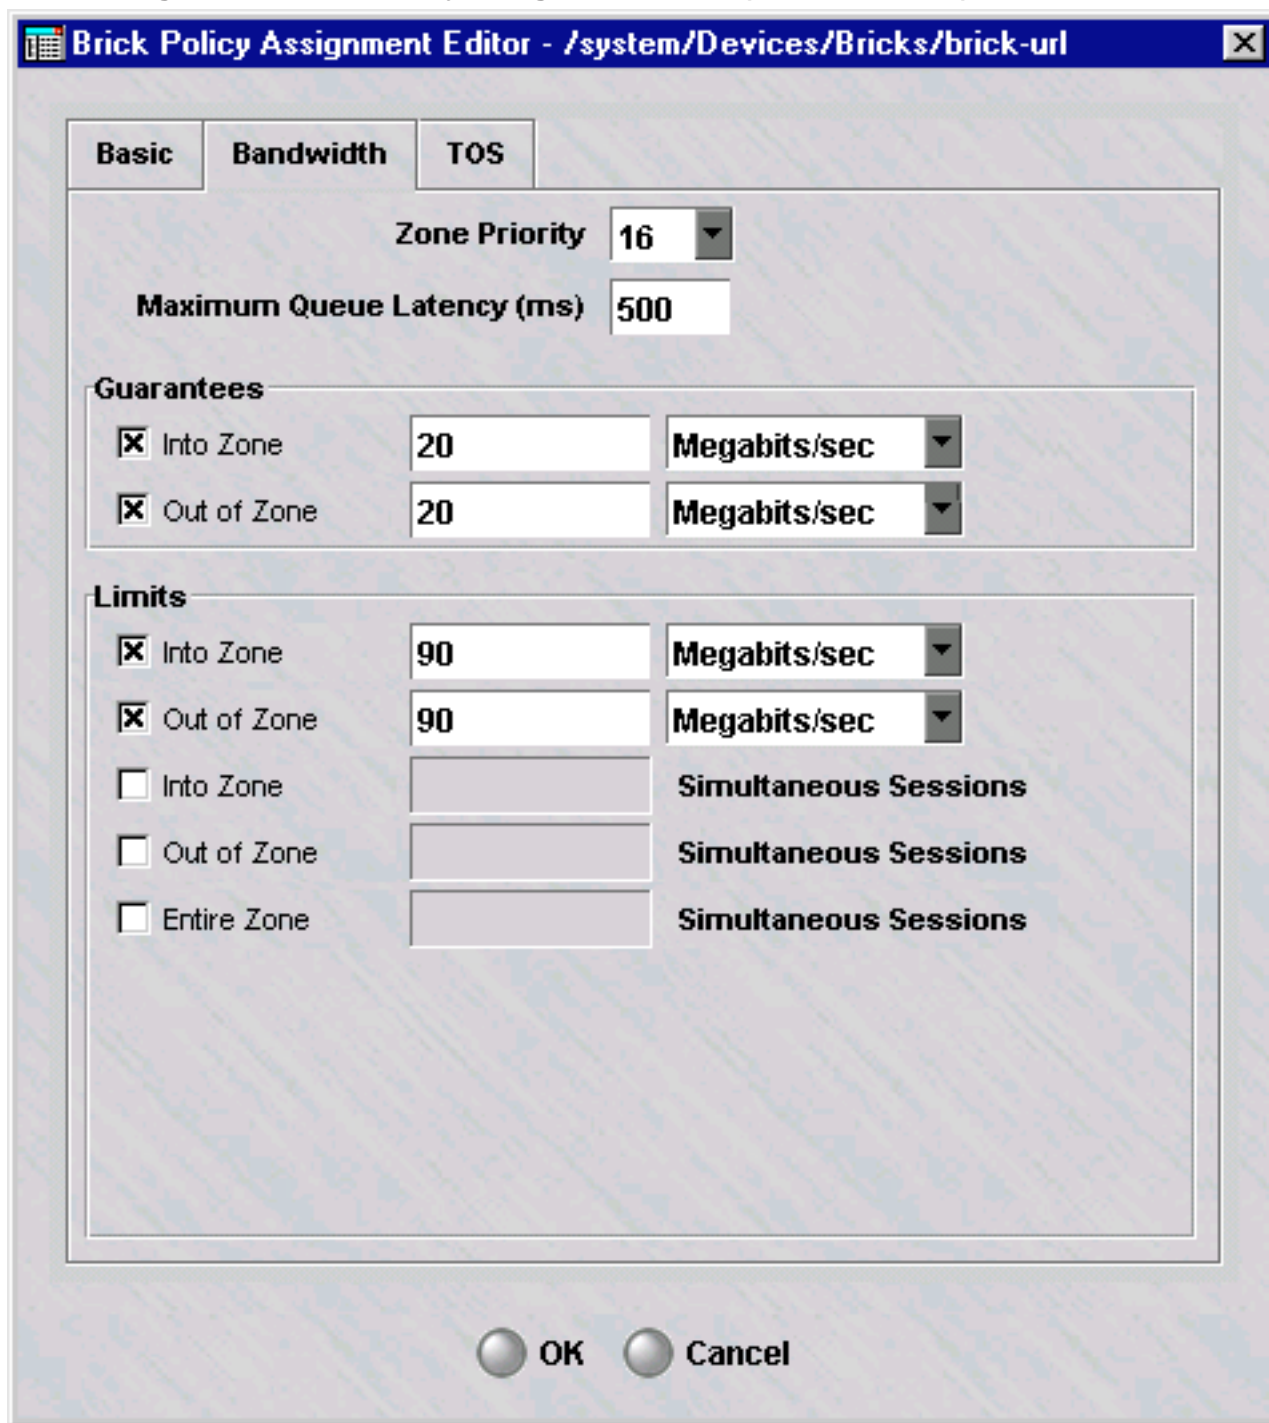 Brick Policy Assignment Editor - /system/Devices/Bricks/brick-url
Basic Bandwidth TOS
Zone Priority 16
Maximum Queue Latency (ms) 500
Guarantees
Into Zone 20 Megabits/sec
Out of Zone 20 Megabits/sec
Limits
Into Zone 90 Megabits/sec
Out of Zone 90 Megabits/sec
Into Zone Simultaneous Sessions
Out of Zone Simultaneous Sessions
Entire Zone Simultaneous Sessions
OK Cancel